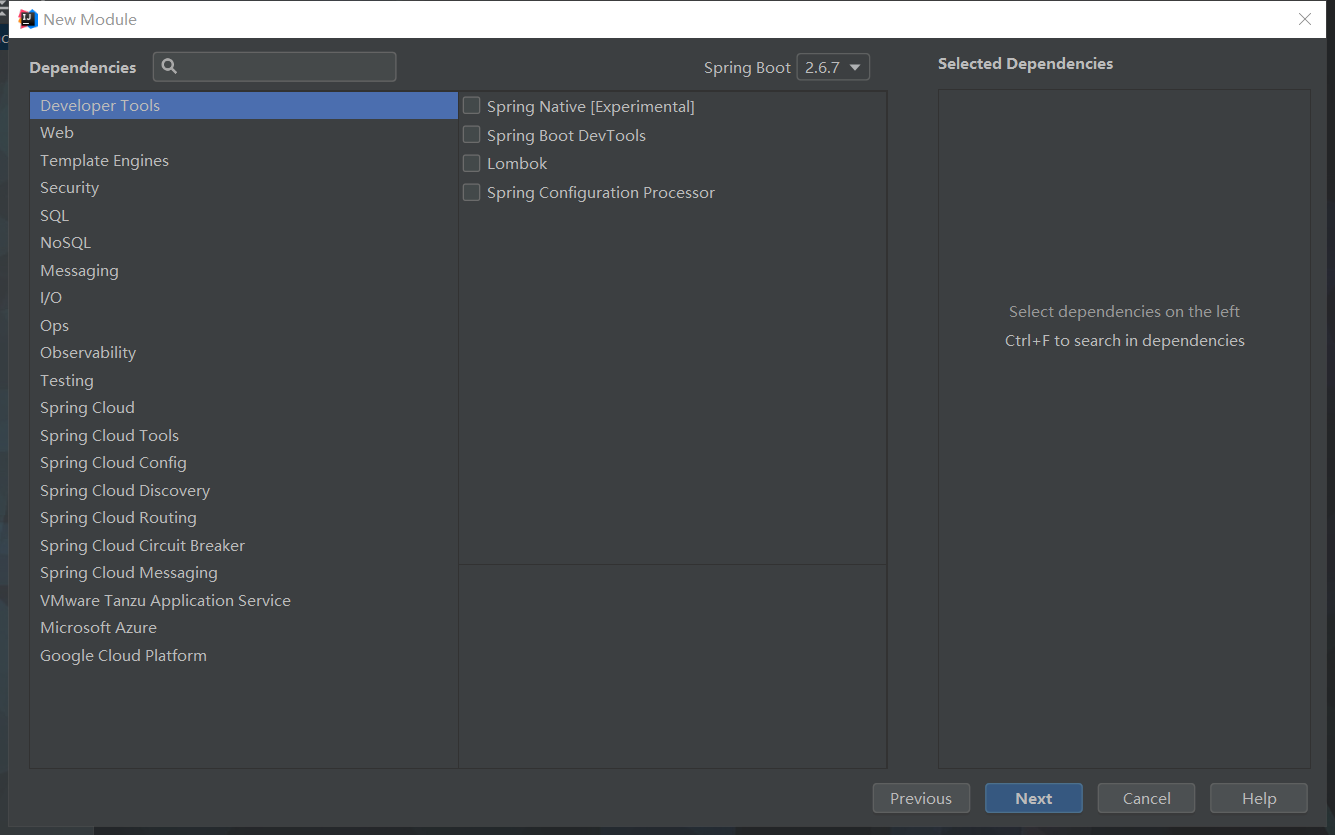 New Module
Dependencies
Spring Boot 2.6.7
Selected Dependencies
Developer Tools
Web
Template Engines
Security
SQL
NoSQL
Messaging
I/O
Ops
Observability
Testing
Spring Cloud
Spring Cloud Tools
Spring Cloud Config
Spring Cloud Discovery
Spring Cloud Routing
Spring Cloud Circuit Breaker
Spring Cloud Messaging
VMware Tanzu Application Service
Microsoft Azure
Google Cloud Platform
Spring Native [Experimental]
Spring Boot DevTools
Lombok
Spring Configuration Processor
Select dependencies on the left
Ctrl+F to search in dependencies
Previous
Next
Cancel
Help